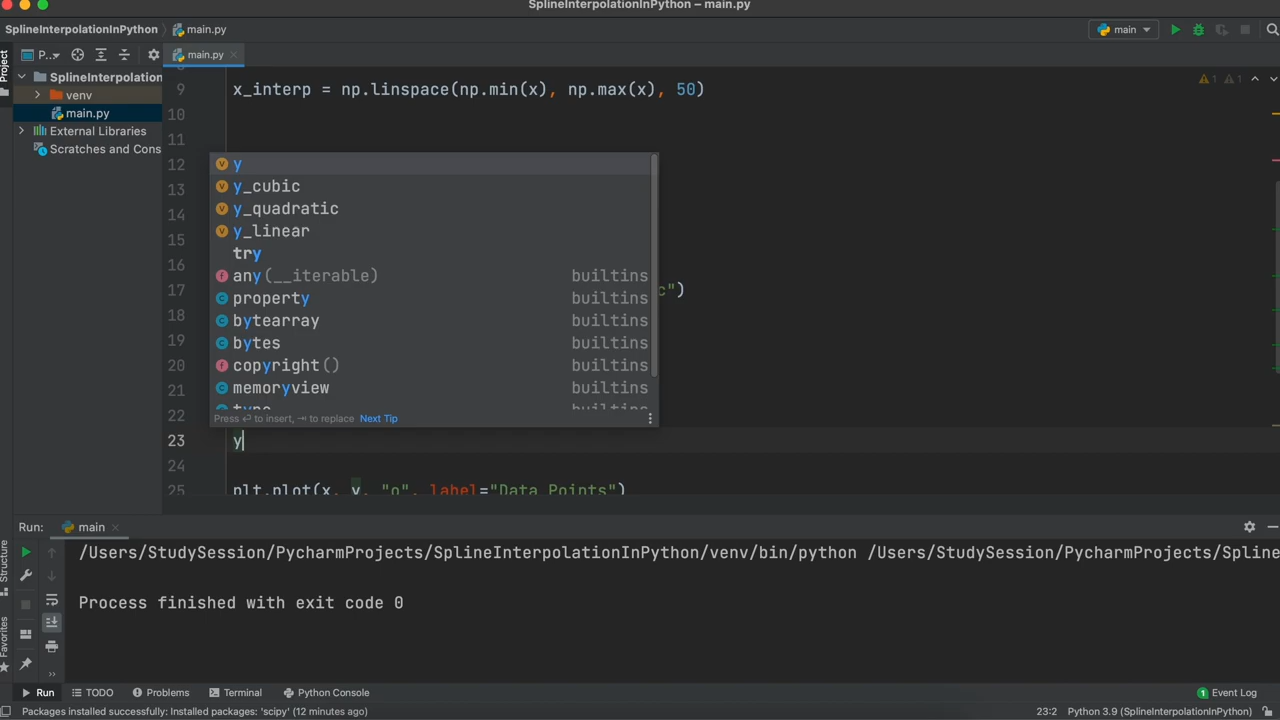 SplineInterpolationInPython – main.py
SplineInterpolationInPython main.py
main
Project
P...
main.py
SplineInterpolation
venv
main.py
External Libraries
Scratches and Cons
9 x_interp = np.linspace(np.min(x), np.max(x), 50)
10
11
12
13
14
15
16
17 c")
18
19
20
21
22
23 y
24
25 plt.plot(x, y, "o", label="Data Points")
1 1
y
y_cubic
y_quadratic
y_linear
try
any(__iterable) builtins
property builtins
bytearray builtins
bytes builtins
copyright() builtins
memoryview builtins
type builtins
Press ↩ to insert, ⇥ to replace Next Tip
Run: main
/Users/StudySession/PycharmProjects/SplineInterpolationInPython/venv/bin/python /Users/StudySession/PycharmProjects/Spline
Process finished with exit code 0
Structure
Favorites
Run TODO Problems Terminal Python Console 1 Event Log
Packages installed successfully: Installed packages: 'scipy' (12 minutes ago) 23:2 Python 3.9 (SplineInterpolationInPython)